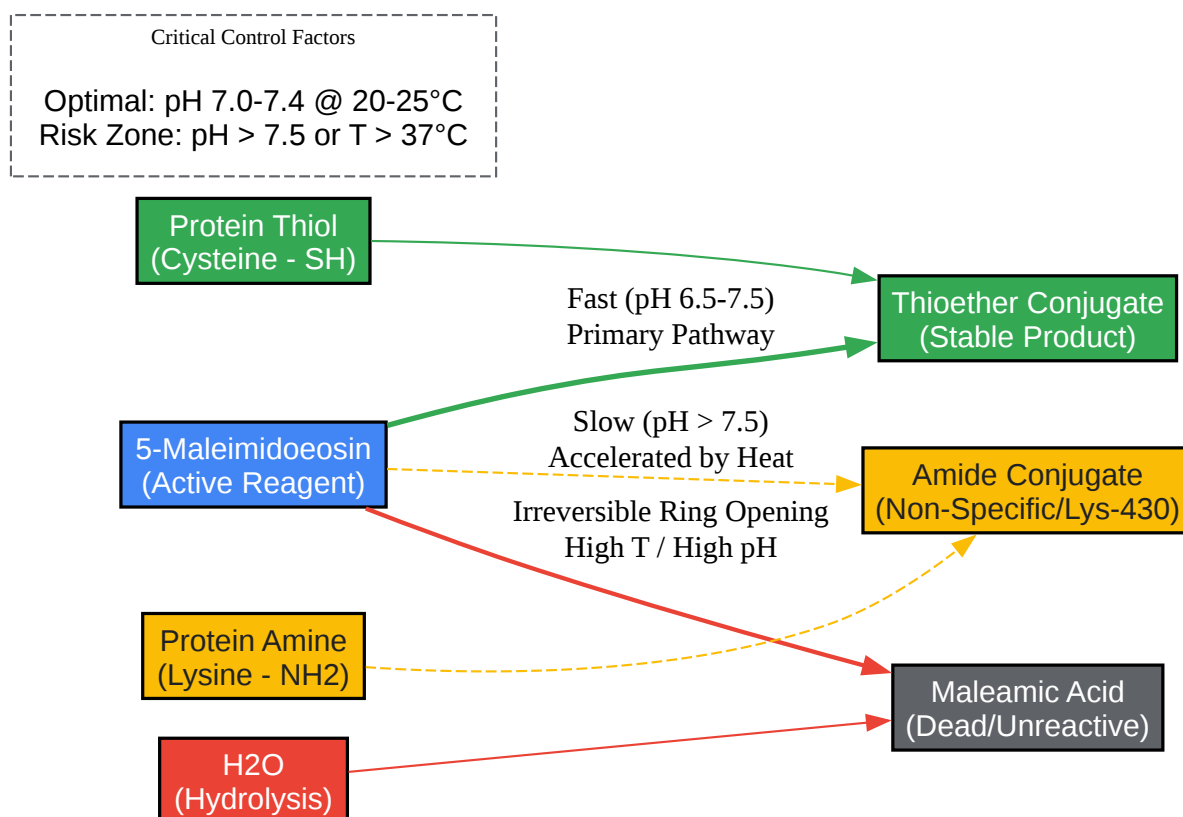 Critical Control Factors
Optimal: pH 7.0-7.4 @ 20-25°C
Risk Zone: pH > 7.5 or T > 37°C
Protein Thiol
(Cysteine - SH)
Fast (pH 6.5-7.5)
Primary Pathway
Thioether Conjugate
(Stable Product)
5-Maleimidoeosin
(Active Reagent)
Slow (pH > 7.5)
Accelerated by Heat
Amide Conjugate
(Non-Specific/Lys-430)
Irreversible Ring Opening
High T / High pH
Protein Amine
(Lysine - NH2)
Maleamic Acid
(Dead/Unreactive)
H2O
(Hydrolysis)